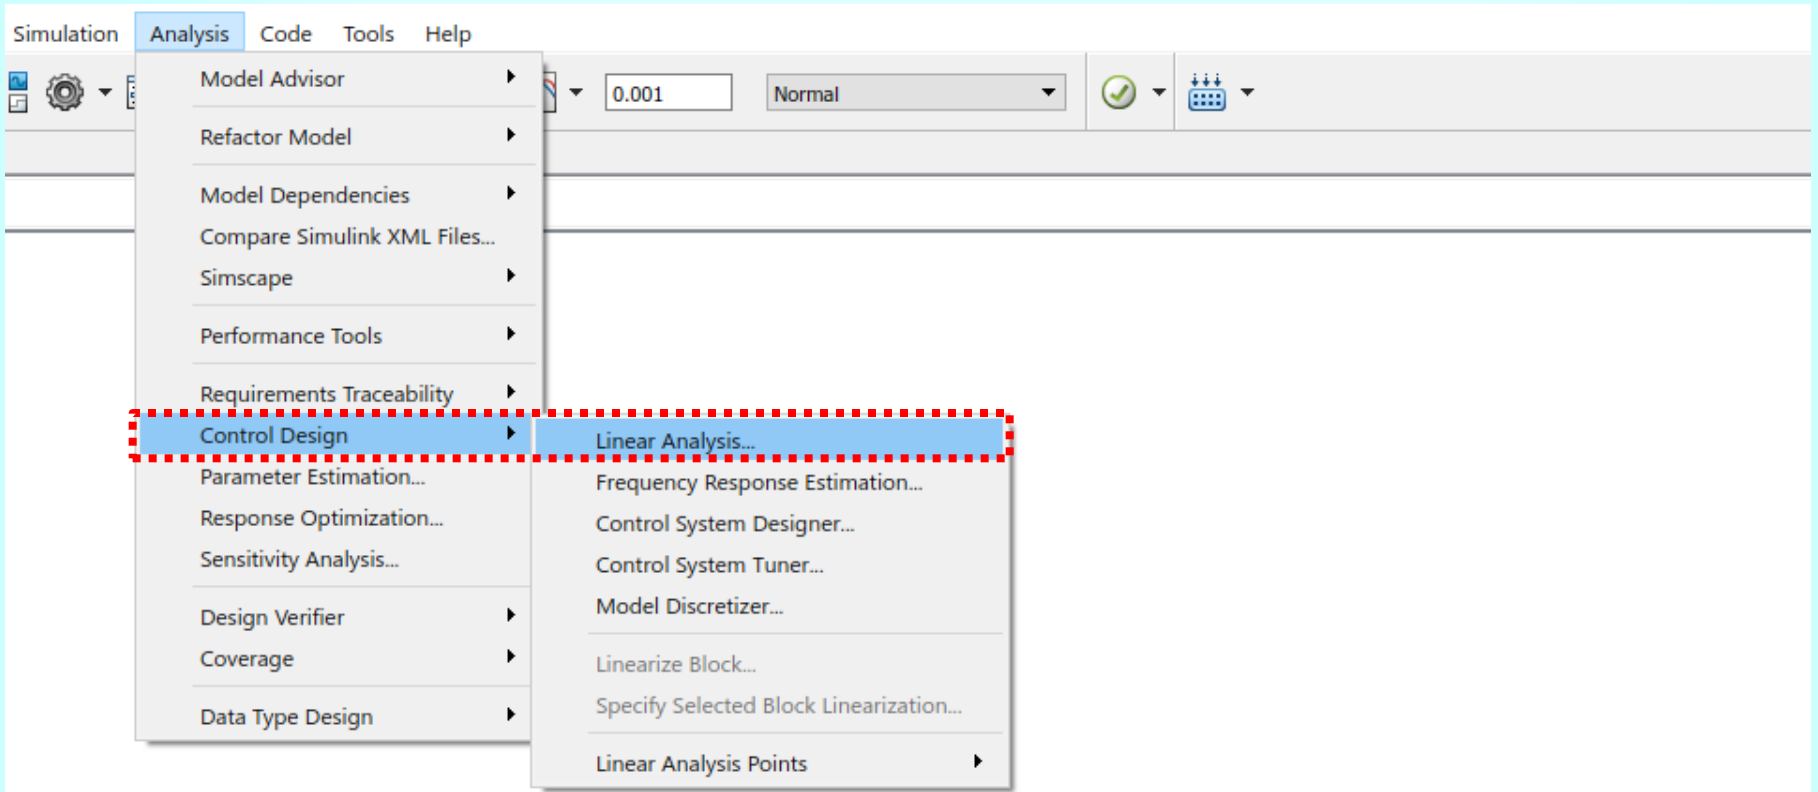 Simulation Analysis Code Tools Help
0.001 Normal
Model Advisor
Refactor Model
Model Dependencies
Compare Simulink XML Files...
Simscape
Performance Tools
Requirements Traceability
Control Design
Parameter Estimation...
Response Optimization...
Sensitivity Analysis...
Design Verifier
Coverage
Data Type Design
Linear Analysis...
Frequency Response Estimation...
Control System Designer...
Control System Tuner...
Model Discretizer...
Linearize Block...
Specify Selected Block Linearization...
Linear Analysis Points